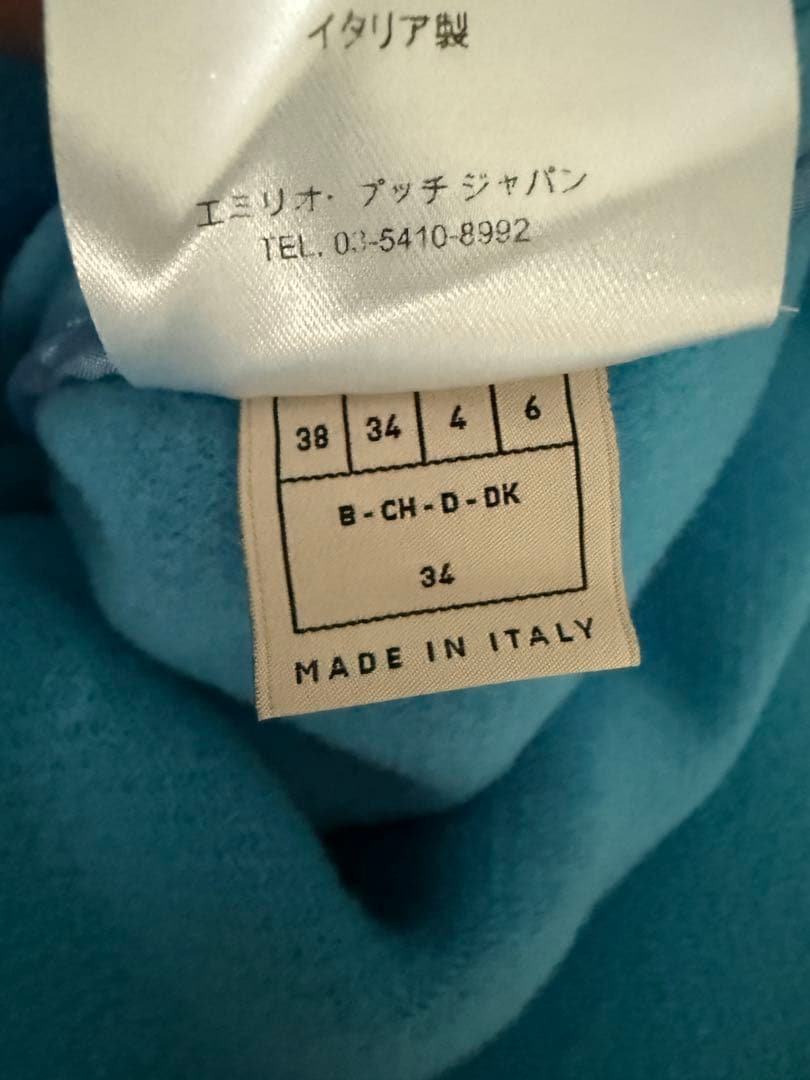 イタリア製
エミリオ・プッチ ジャパン
TEL. 03-5410-8992
38 34 4 6
B-CH-D-DK
34
MADE IN ITALY